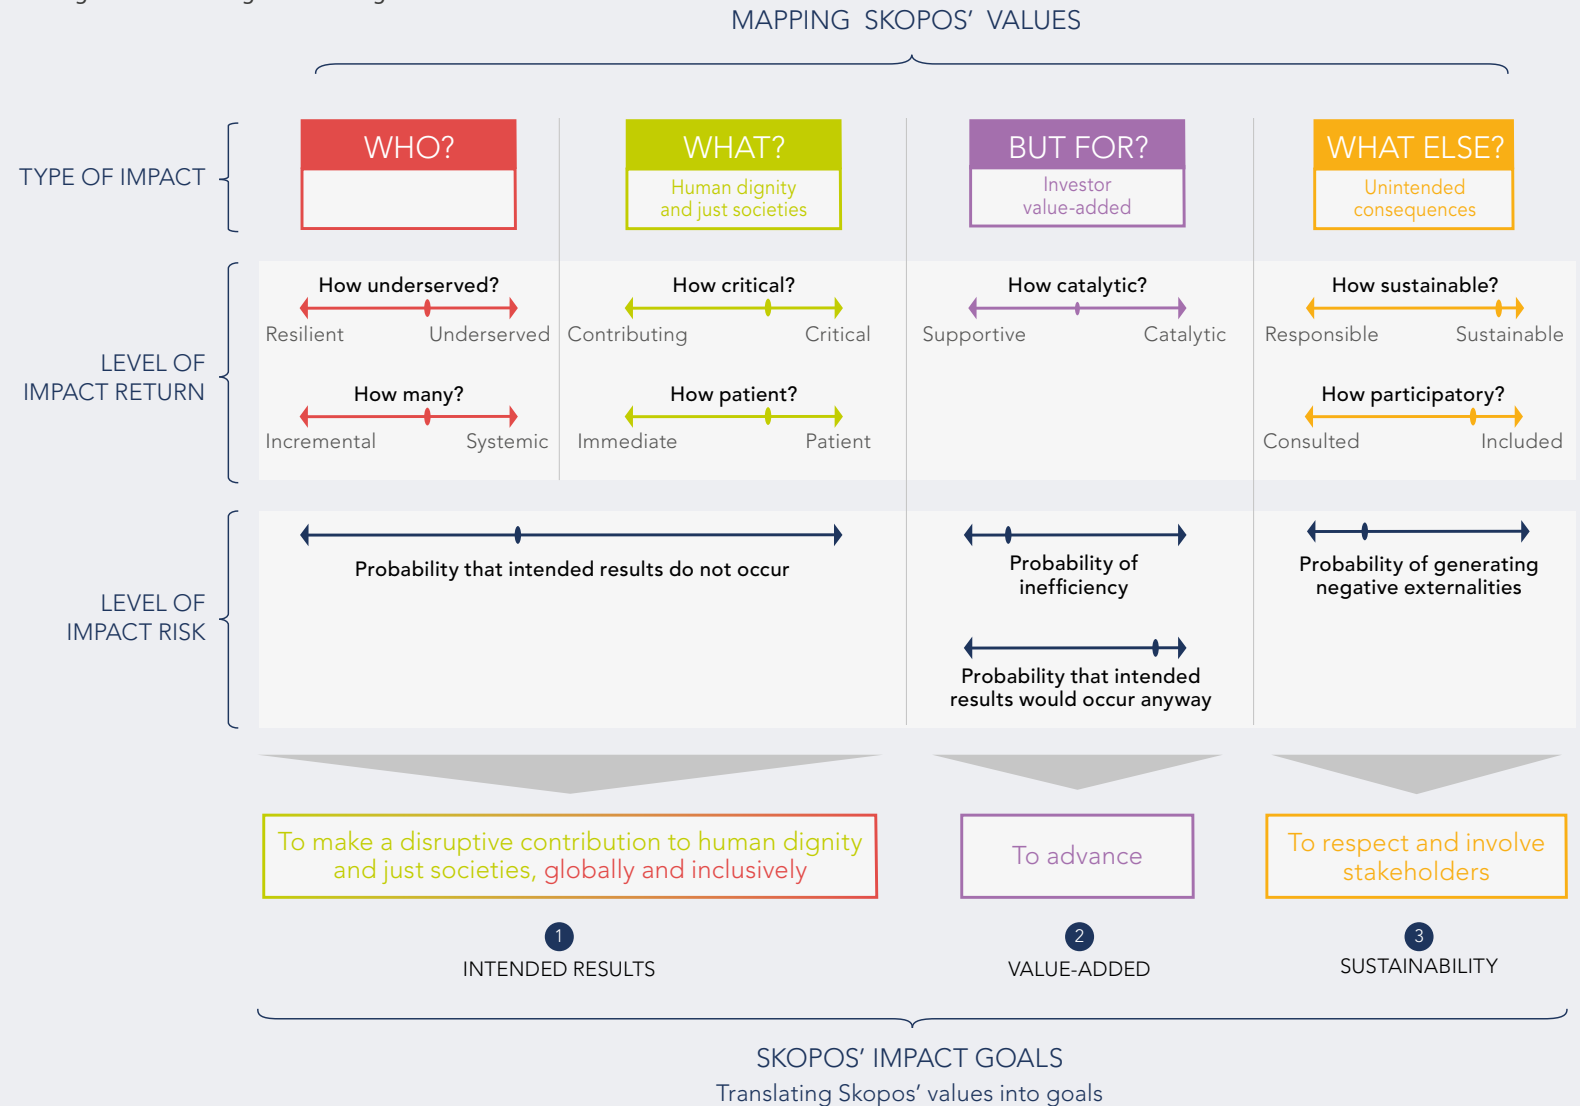 MAPPING SKOPOS’ VALUES
TYPE OF IMPACT
WHO?
WHAT?
Human dignity
and just societies
BUT FOR?
Investor
value-added
WHAT ELSE?
Unintended
consequences
LEVEL OF
IMPACT RETURN
How underserved?
Resilient
Underserved
How many?
Incremental
Systemic
How critical?
Contributing
Critical
How patient?
Immediate
Patient
How catalytic?
Supportive
Catalytic
How sustainable?
Responsible
Sustainable
How participatory?
Consulted
Included
LEVEL OF
IMPACT RISK
Probability that intended results do not occur
Probability of
inefficiency
Probability that intended
results would occur anyway
Probability of generating
negative externalities
To make a disruptive contribution to human dignity
and just societies, globally and inclusively
To advance
To respect and involve
stakeholders
1
INTENDED RESULTS
2
VALUE-ADDED
3
SUSTAINABILITY
SKOPOS’ IMPACT GOALS
Translating Skopos’ values into goals